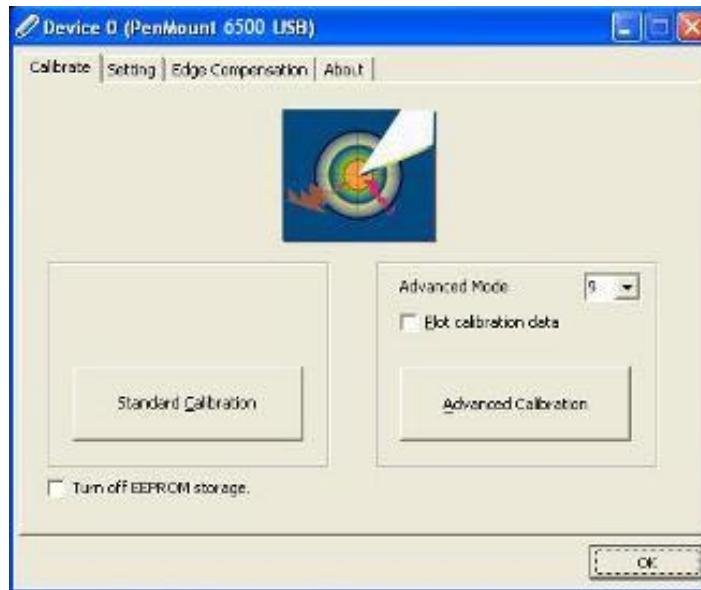 Device 0 (PenMount 6500 USB)
Calibrate Setting Edge Compensation About
Advanced Mode 9
Plot calibration data
Standard Calibration
Advanced Calibration
Turn off EEPROM storage.
OK